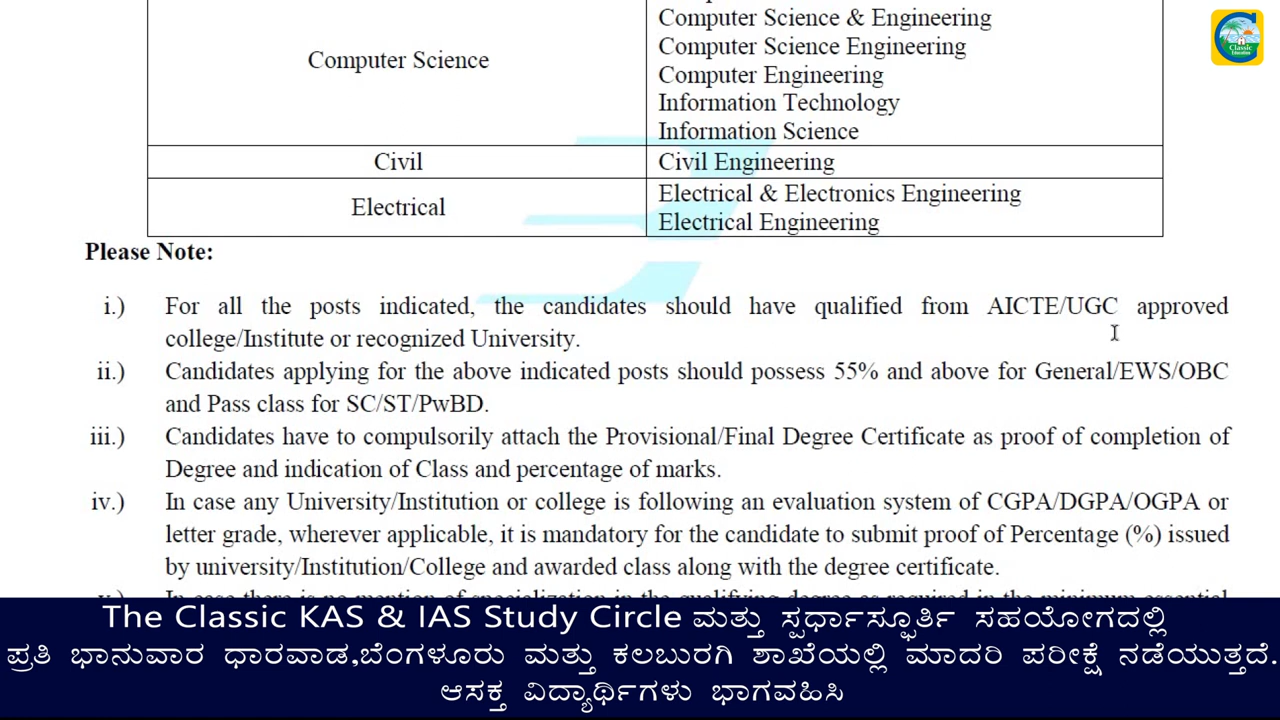 Computer Science & Engineering
Computer Science
Computer Science Engineering
Computer Engineering
Information Technology
Information Science
Civil
Civil Engineering
Electrical
Electrical & Electronics Engineering
Electrical Engineering
Please Note:
i.) For all the posts indicated, the candidates should have qualified from AICTE/UGC approved
college/Institute or recognized University.
ii.) Candidates applying for the above indicated posts should possess 55% and above for General/EWS/OBC
and Pass class for SC/ST/PwBD.
iii.) Candidates have to compulsorily attach the Provisional/Final Degree Certificate as proof of completion of
Degree and indication of Class and percentage of marks.
iv.) In case any University/Institution or college is following an evaluation system of CGPA/DGPA/OGPA or
letter grade, wherever applicable, it is mandatory for the candidate to submit proof of Percentage (%) issued
by university/Institution/College and awarded class along with the degree certificate.
The Classic KAS & IAS Study Circle ಮತ್ತು ಸ್ಪರ್ಧಾಸ್ಫೂರ್ತಿ ಸಹಯೋಗದಲ್ಲಿ
ಪ್ರತಿ ಭಾನುವಾರ ಧಾರವಾಡ,ಬೆಂಗಳೂರು ಮತ್ತು ಕಲಬುರಗಿ ಶಾಖೆಯಲ್ಲಿ ಮಾದರಿ ಪರೀಕ್ಷೆ ನಡೆಯುತ್ತದೆ.
ಆಸಕ್ತ ವಿದ್ಯಾರ್ಥಿಗಳು ಭಾಗವಹಿಸಿ
Classic
Education